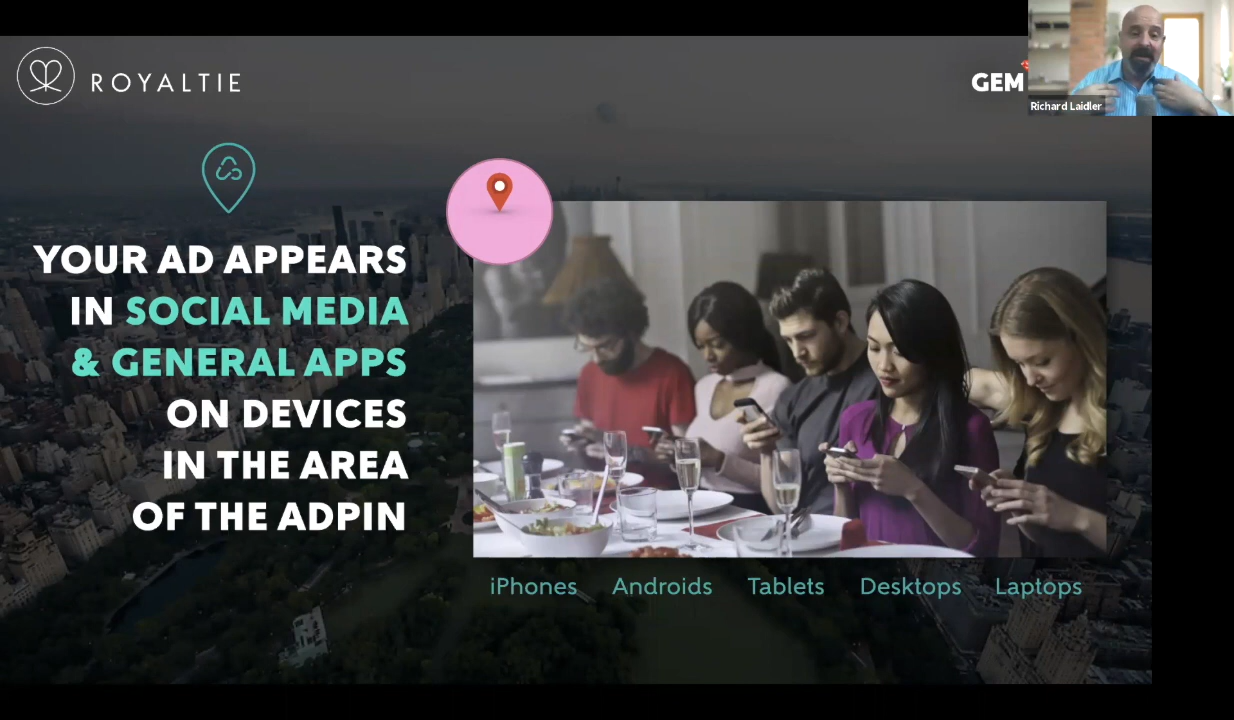 ROYALTIE
GEM
Richard Laidler
YOUR AD APPEARS
IN SOCIAL MEDIA
& GENERAL APPS
ON DEVICES
IN THE AREA
OF THE ADPIN
iPhones Androids Tablets Desktops Laptops